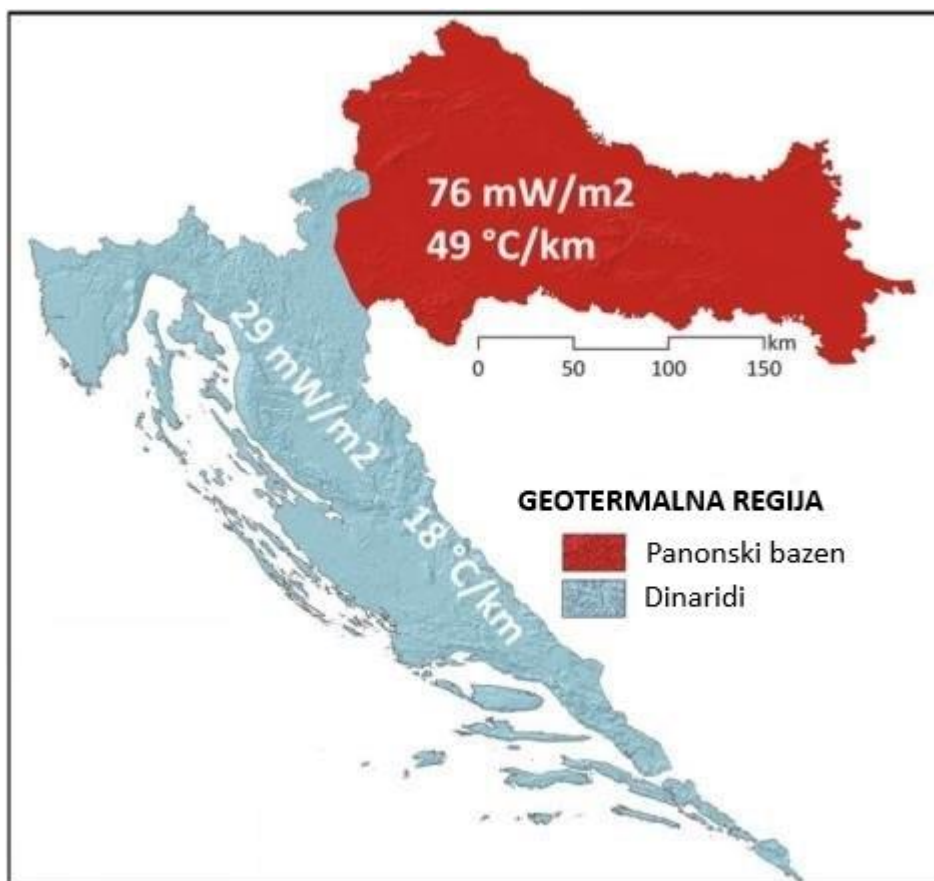 76 mW/m2
49 °C/km
29 mW/m2
18 °C/km
km
0 50 100 150
GEOTERMALNA REGIJA
Panonski bazen
Dinaridi